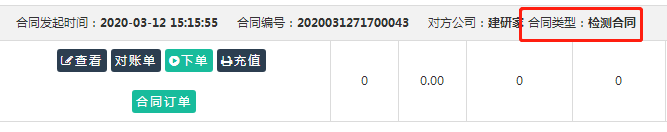 合同发起时间：2020-03-12 15:15:55 合同编号：2020031271700043 对方公司：建研家 合同类型：检测合同
查看 对账单 下单 充值 0 0.00 0 0
合同订单